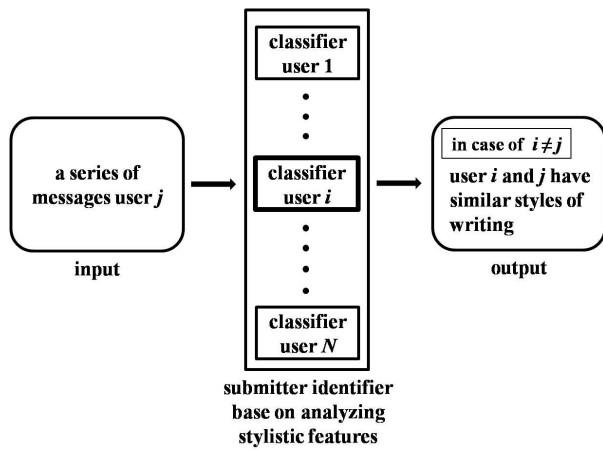 classifier
user 1
a series of
messages user j
input
classifier
user i
classifier
user N
submitter identifier
base on analyzing
stylistic features
in case of i≠j
user i and j have
similar styles of
writing
output